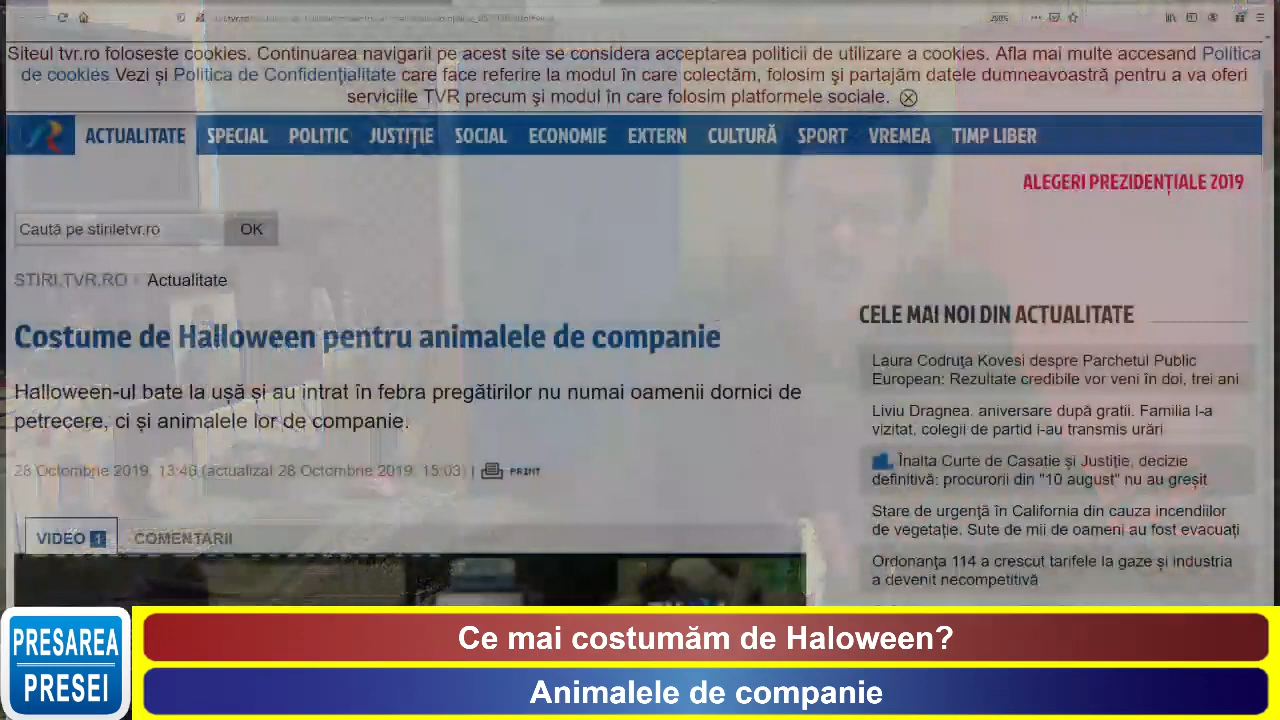 Siteul tvr.ro foloseste cookies. Continuarea navigarii pe acest site se considera acceptarea politicii de utilizare a cookies. Afla mai multe accesand Politica
de cookies Vezi și Politica de Confidențialitate care face referire la modul în care colectăm, folosim și partajăm datele dumneavoastră pentru a va oferi
serviciile TVR precum și modul în care folosim platformele sociale.
ACTUALITATE SPECIAL POLITIC JUSTIȚIE SOCIAL ECONOMIE EXTERN CULTURĂ SPORT VREMEA TIMP LIBER
ALEGERI PREZIDENȚIALE 2019
Caută pe stiriletvr.ro OK
STIRI.TVR.RO Actualitate
Costume de Halloween pentru animalele de companie
Halloween-ul bate la ușă și au intrat în febra pregătirilor nu numai oamenii dornici de
petrecere, ci și animalele lor de companie.
28 Octombrie 2019, 13:46 (actualizat 28 Octombrie 2019, 15:03) | PRINT
VIDEO 1 COMENTARII
CELE MAI NOI DIN ACTUALITATE
Laura Codruţa Kovesi despre Parchetul Public
European: Rezultate credibile vor veni în doi, trei ani
Liviu Dragnea, aniversare după gratii. Familia l-a
vizitat, colegii de partid i-au transmis urări
Înalta Curte de Casație și Justiție, decizie
definitivă: procurorii din "10 august" nu au greșit
Stare de urgenţă în California din cauza incendiilor
de vegetație. Sute de mii de oameni au fost evacuați
Ordonanţa 114 a crescut tarifele la gaze și industria
a devenit necompetitivă
PRESAREA
PRESEI
Ce mai costumăm de Haloween?
Animalele de companie